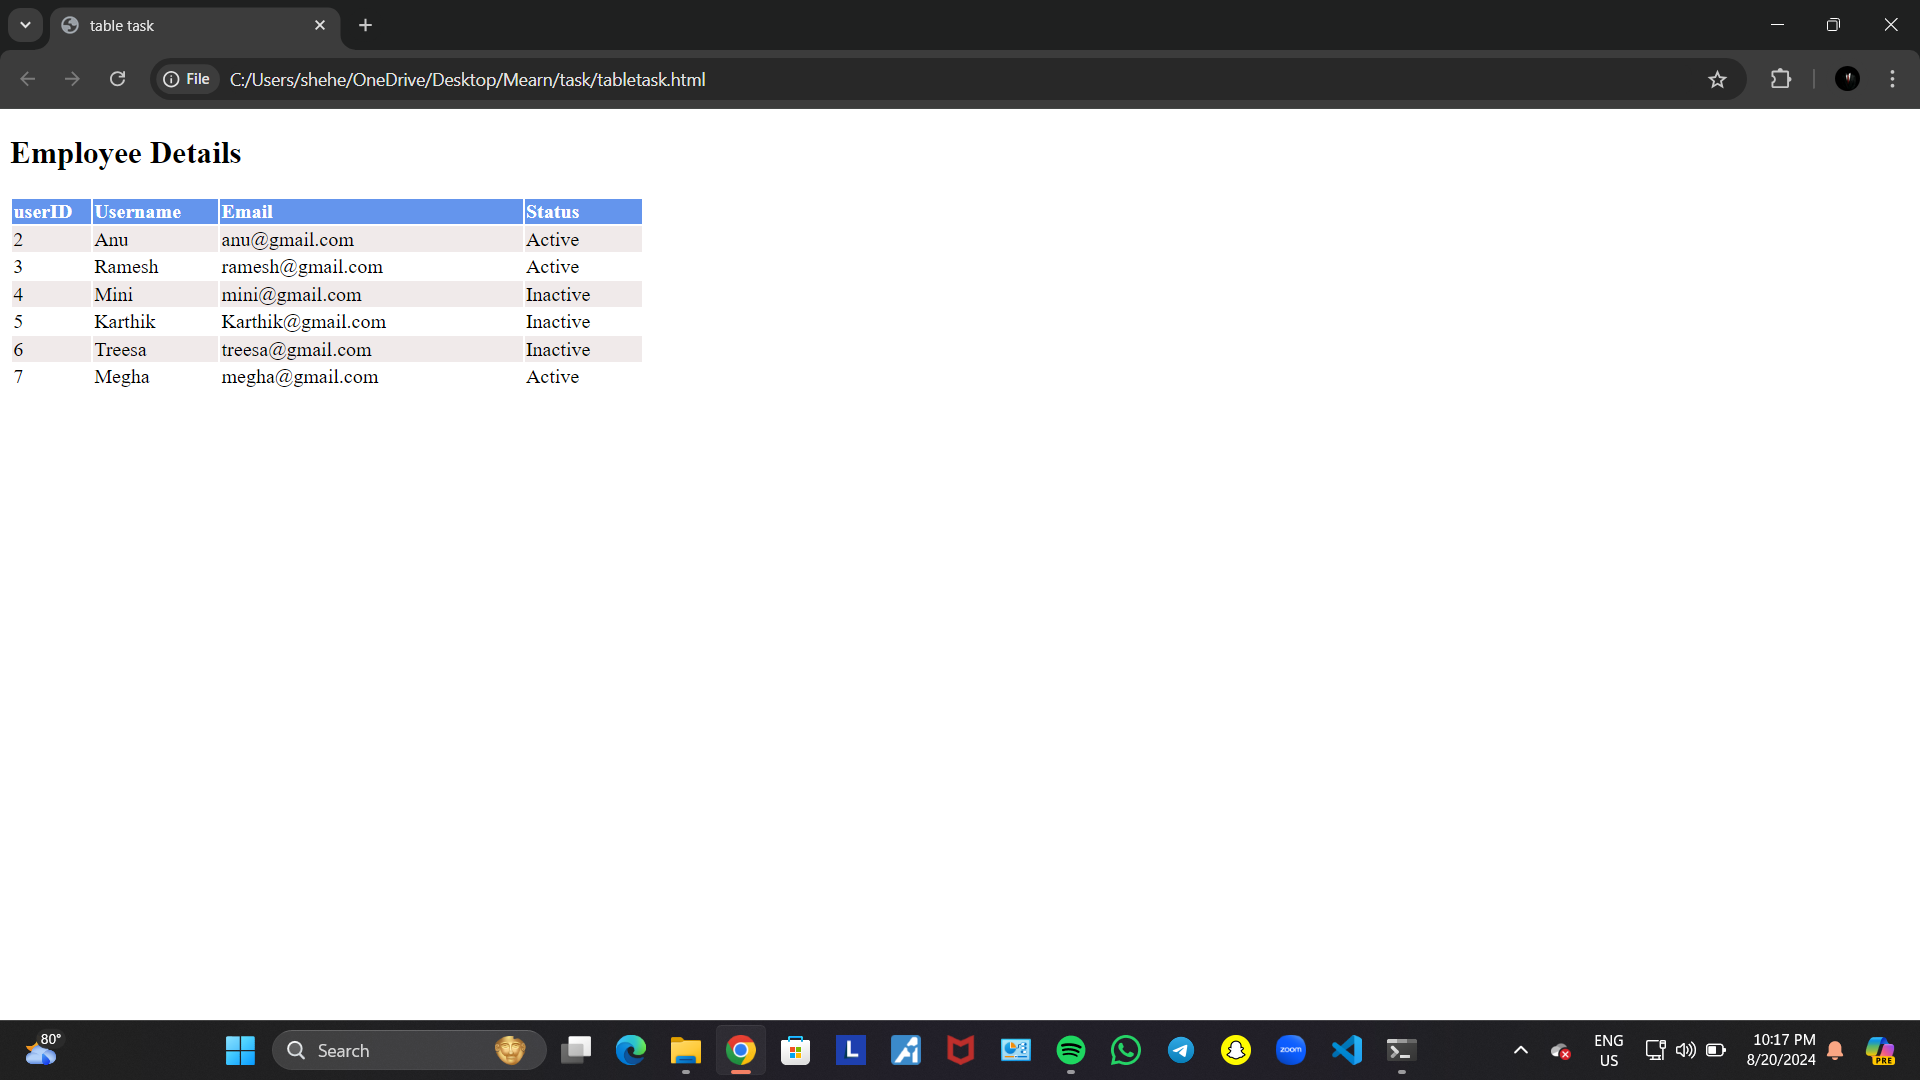 table task
File C:/Users/shehe/OneDrive/Desktop/Mearn/task/tabletask.html
Employee Details
userID Username Email Status
2 Anu anu@gmail.com Active
3 Ramesh ramesh@gmail.com Active
4 Mini mini@gmail.com Inactive
5 Karthik Karthik@gmail.com Inactive
6 Treesa treesa@gmail.com Inactive
7 Megha megha@gmail.com Active
80°
Search
L
zoom
ENG
US
10:17 PM
8/20/2024
PRE